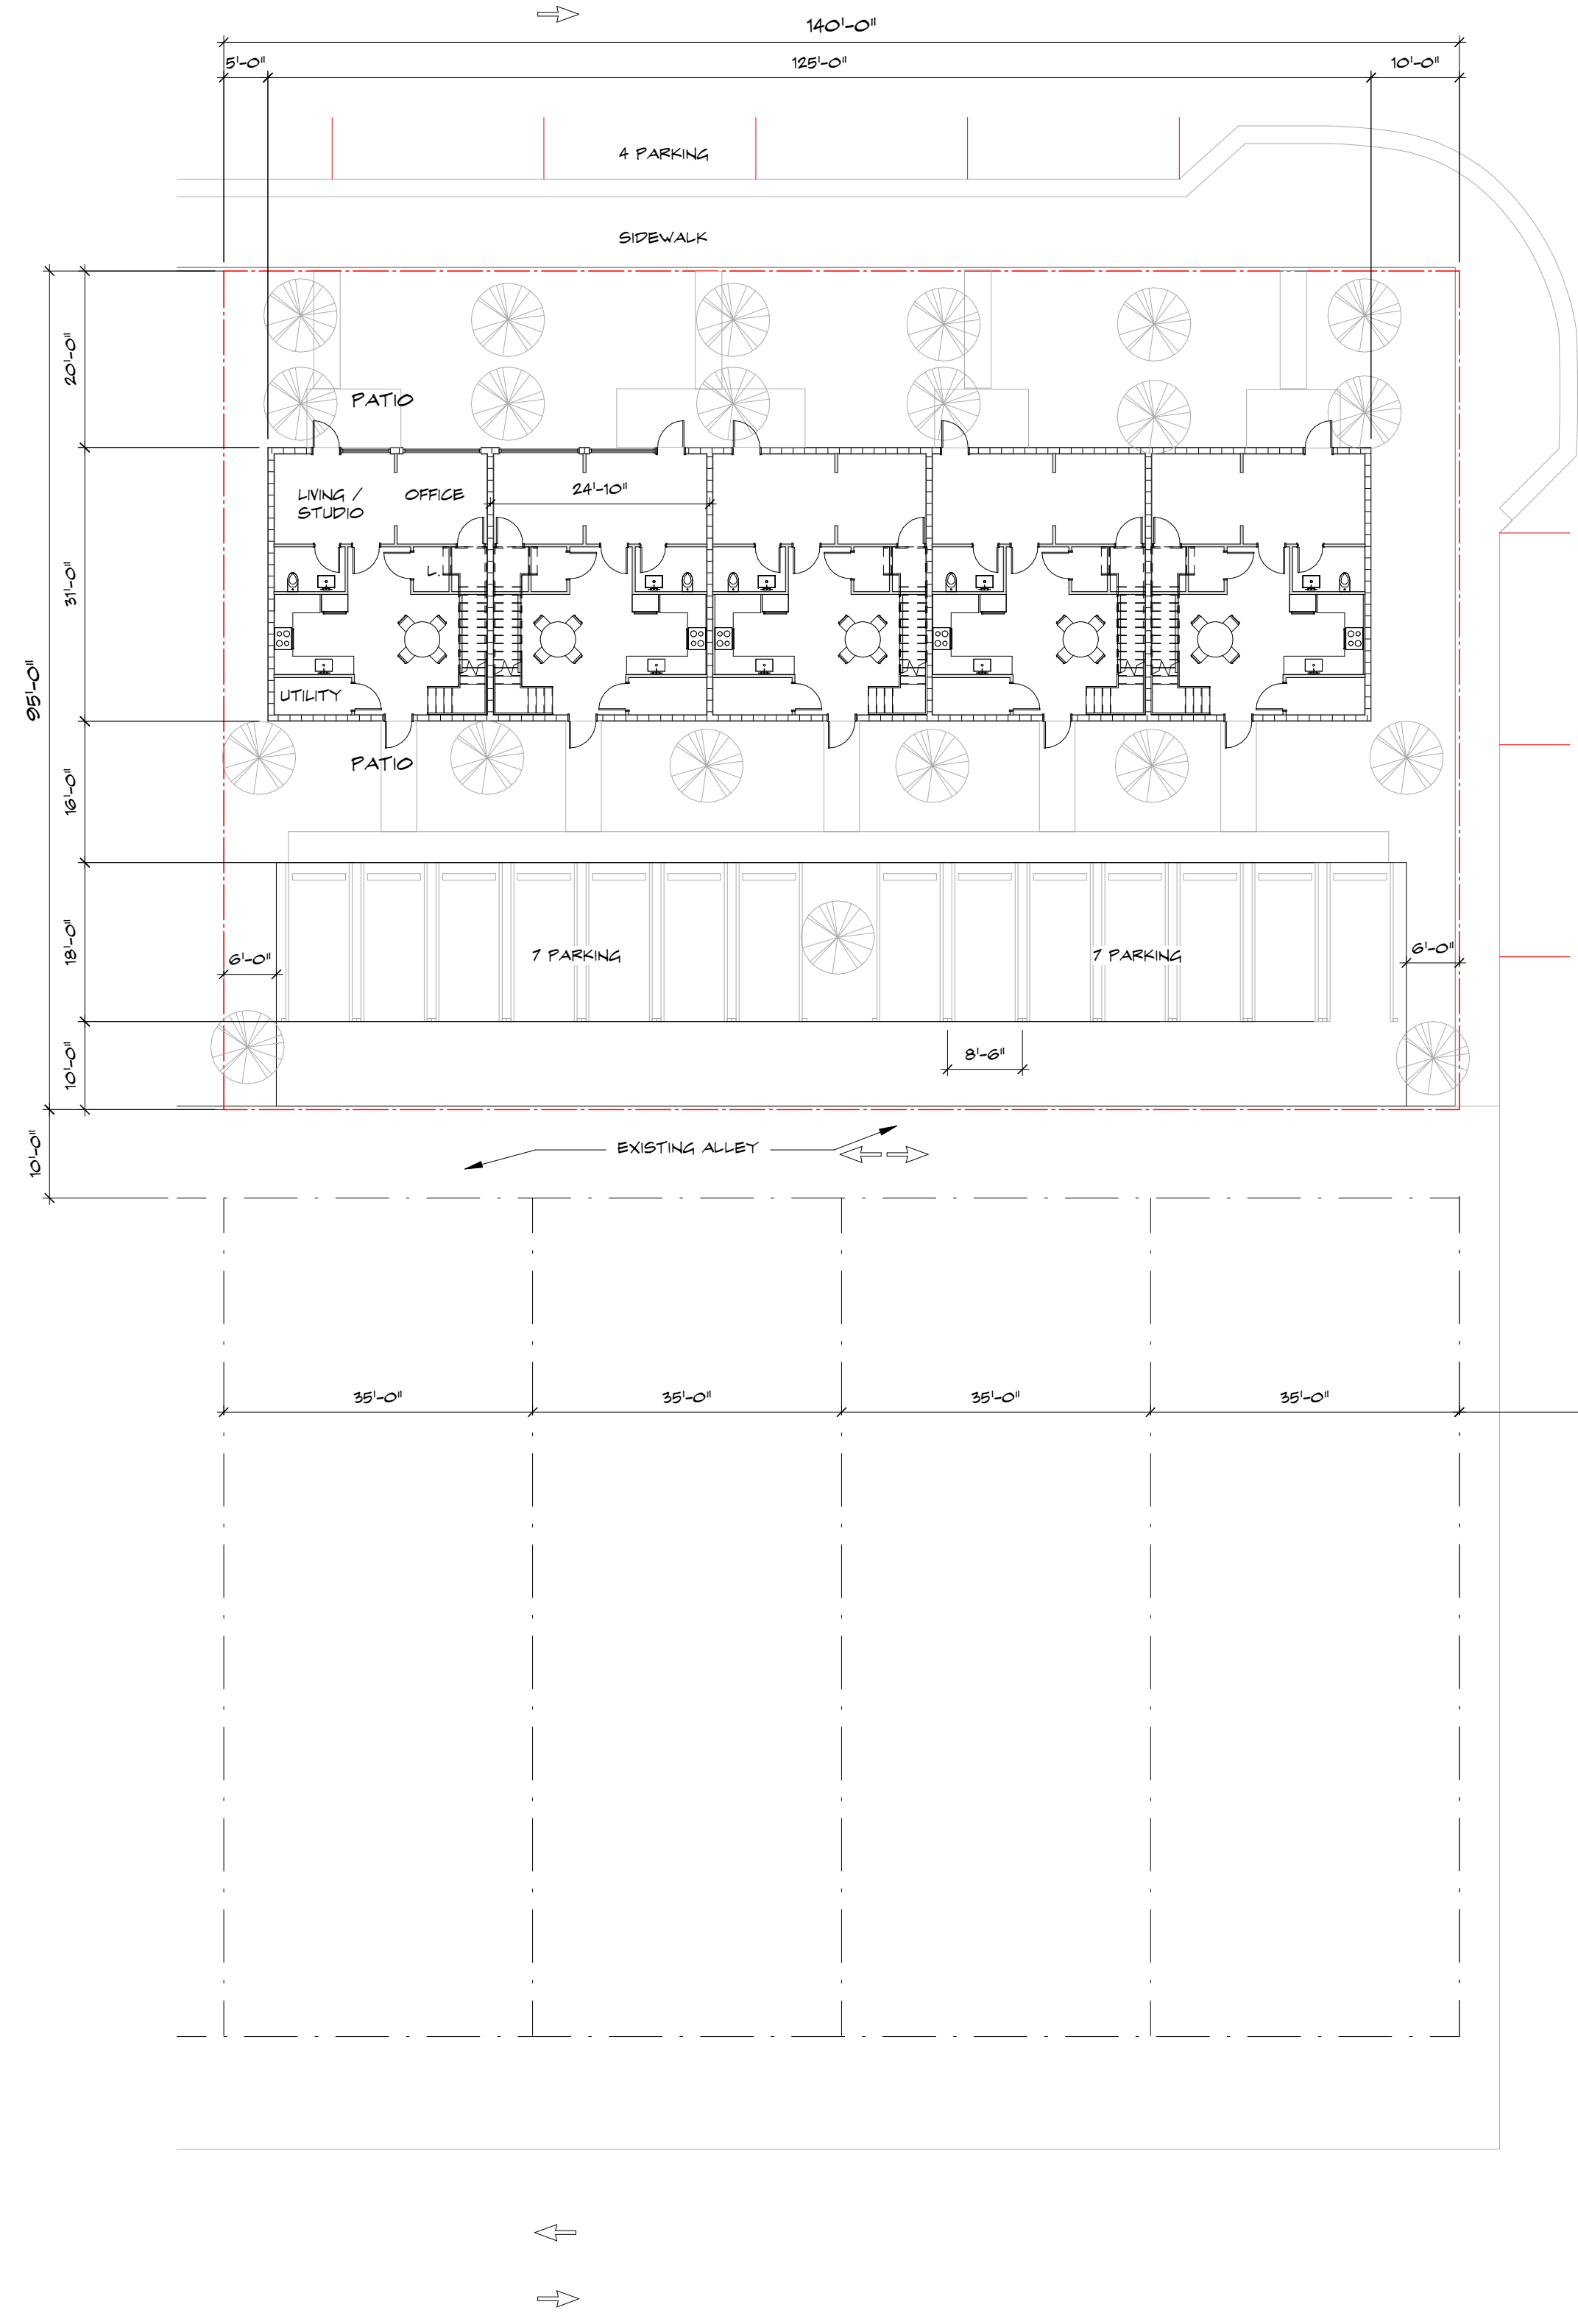 140'-0"
5'-0"
125'-0"
10'-0"
4 PARKING
SIDEWALK
20'-0"
PATIO
LIVING /
STUDIO
OFFICE
24'-10"
31'-0"
L.
95'-0"
UTILITY
PATIO
16'-0"
18'-0"
6'-0"
7 PARKING
7 PARKING
6'-0"
10'-0"
8'-6"
EXISTING ALLEY
10'-0"
35'-0"
35'-0"
35'-0"
35'-0"